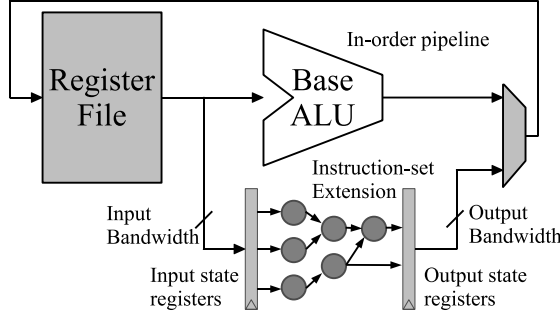 In-order pipeline
Register
File
Base
ALU
Instruction-set
Extension
Input
Bandwidth
Output
Bandwidth
Input state
registers
Output state
registers